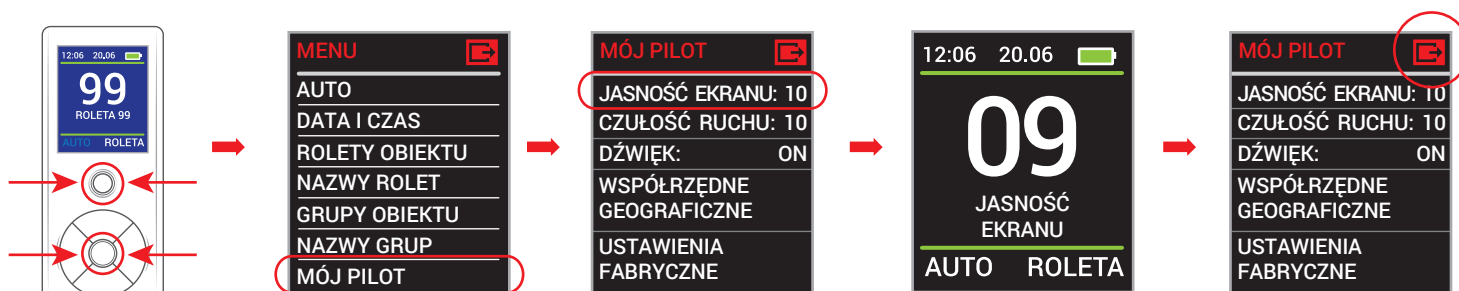 12:06 20.06
99
ROLETA 99
AUTO ROLETA
MENU
AUTO
DATA I CZAS
ROLETY OBIEKTU
NAZWY ROLET
GRUPY OBIEKTU
NAZWY GRUP
MÓJ PILOT
MÓJ PILOT
JASNOŚĆ EKRANU: 10
CZUŁOŚĆ RUCHU: 10
DŹWIĘK: ON
WSPÓŁRZĘDNE
GEOGRAFICZNE
USTAWIENIA
FABRYCZNE
12:06 20.06
09
JASNOŚĆ
EKRANU
AUTO ROLETA
MÓJ PILOT
JASNOŚĆ EKRANU: 10
CZUŁOŚĆ RUCHU: 10
DŹWIĘK: ON
WSPÓŁRZĘDNE
GEOGRAFICZNE
USTAWIENIA
FABRYCZNE